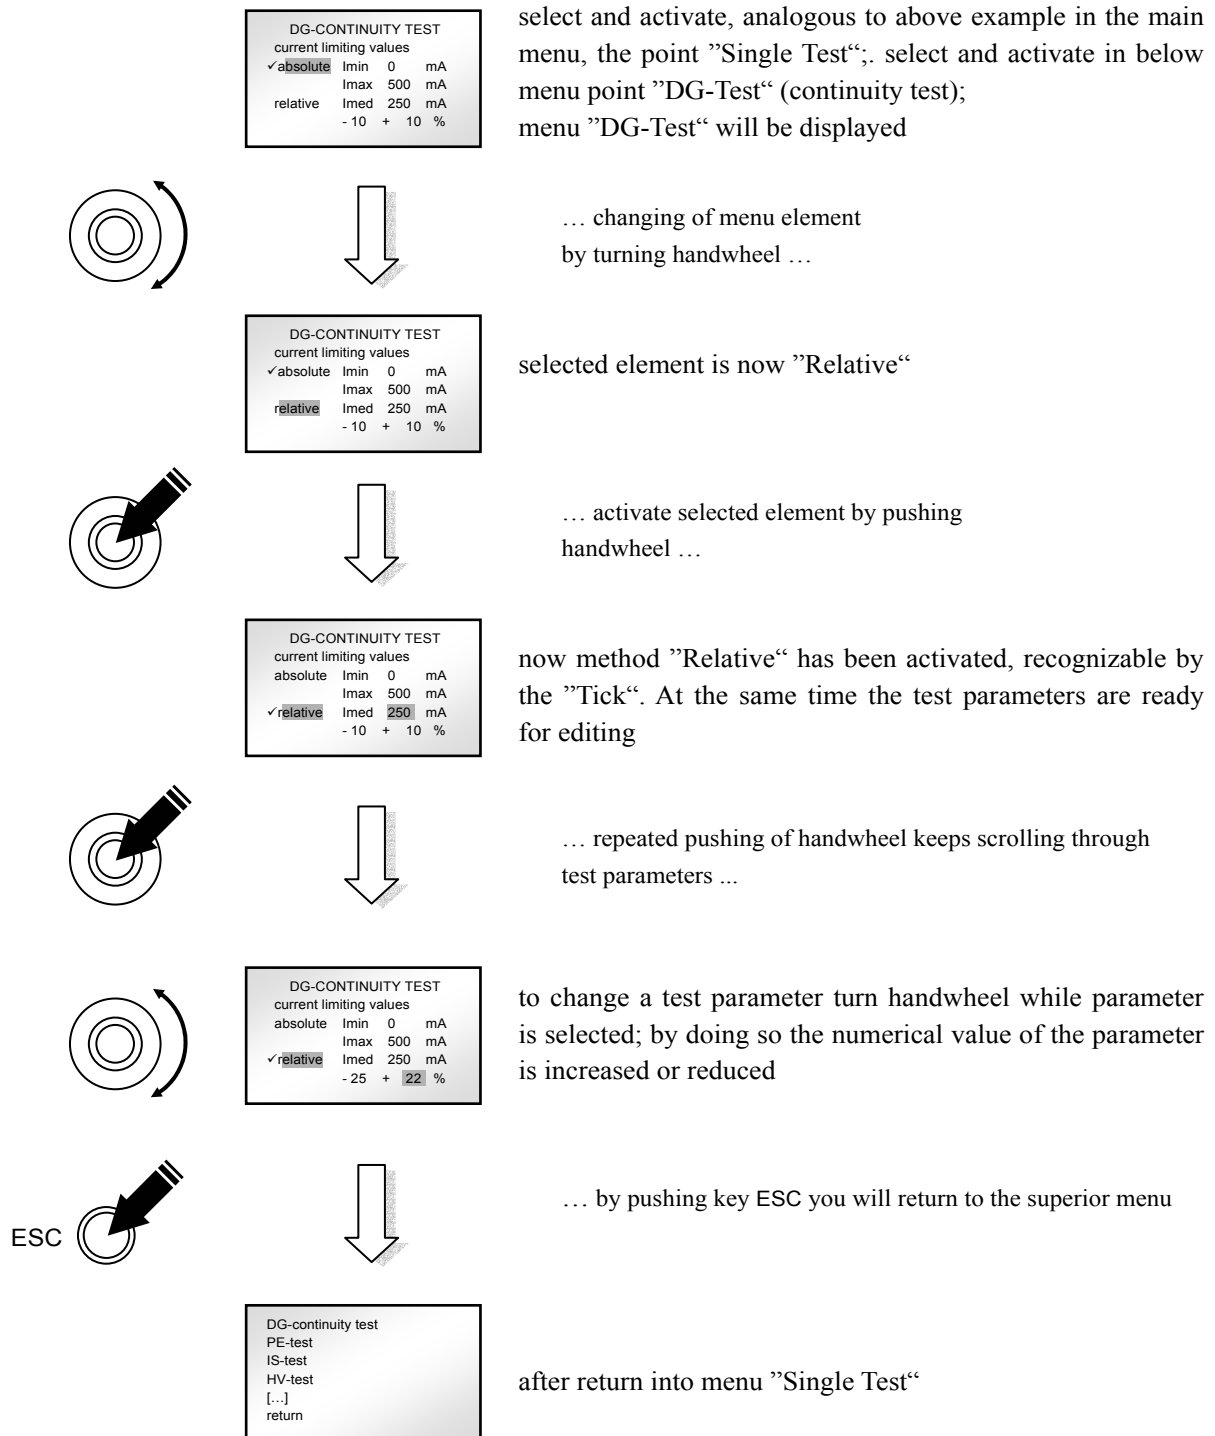 DG-CONTINUITY TEST
current limiting values
✓absolute Imin 0 mA
Imax 500 mA
relative Imed 250 mA
- 10 + 10 %
select and activate, analogous to above example in the main
menu, the point ”Single Test“;. select and activate in below
menu point ”DG-Test“ (continuity test);
menu ”DG-Test“ will be displayed
… changing of menu element
by turning handwheel …
DG-CONTINUITY TEST
current limiting values
✓absolute Imin 0 mA
Imax 500 mA
relative Imed 250 mA
- 10 + 10 %
selected element is now ”Relative“
… activate selected element by pushing
handwheel …
DG-CONTINUITY TEST
current limiting values
absolute Imin 0 mA
Imax 500 mA
✓relative Imed 250 mA
- 10 + 10 %
now method ”Relative“ has been activated, recognizable by
the ”Tick“. At the same time the test parameters are ready
for editing
… repeated pushing of handwheel keeps scrolling through
test parameters ...
DG-CONTINUITY TEST
current limiting values
absolute Imin 0 mA
Imax 500 mA
✓relative Imed 250 mA
- 25 + 22 %
to change a test parameter turn handwheel while parameter
is selected; by doing so the numerical value of the parameter
is increased or reduced
… by pushing key ESC you will return to the superior menu
ESC
DG-continuity test
PE-test
IS-test
HV-test
[…]
return
after return into menu ”Single Test“